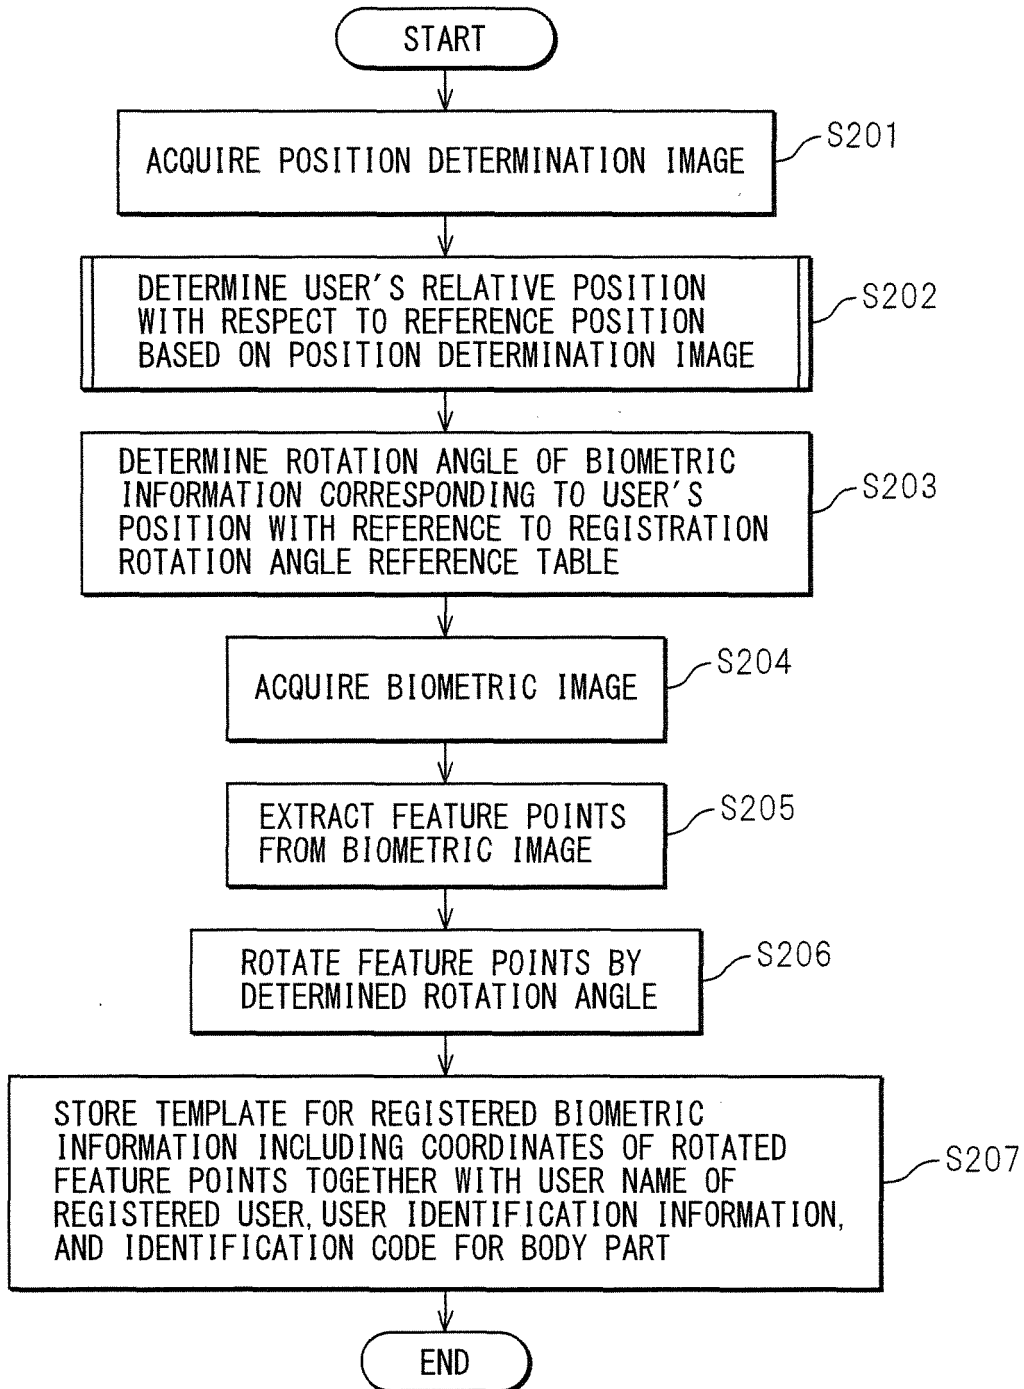 START
ACQUIRE POSITION DETERMINATION IMAGE
S201
DETERMINE USER'S RELATIVE POSITION
WITH RESPECT TO REFERENCE POSITION
BASED ON POSITION DETERMINATION IMAGE
S202
DETERMINE ROTATION ANGLE OF BIOMETRIC
INFORMATION CORRESPONDING TO USER'S
POSITION WITH REFERENCE TO REGISTRATION
ROTATION ANGLE REFERENCE TABLE
S203
ACQUIRE BIOMETRIC IMAGE
S204
EXTRACT FEATURE POINTS
FROM BIOMETRIC IMAGE
S205
ROTATE FEATURE POINTS BY
DETERMINED ROTATION ANGLE
S206
STORE TEMPLATE FOR REGISTERED BIOMETRIC
INFORMATION INCLUDING COORDINATES OF ROTATED
FEATURE POINTS TOGETHER WITH USER NAME OF
REGISTERED USER, USER IDENTIFICATION INFORMATION,
AND IDENTIFICATION CODE FOR BODY PART
S207
END